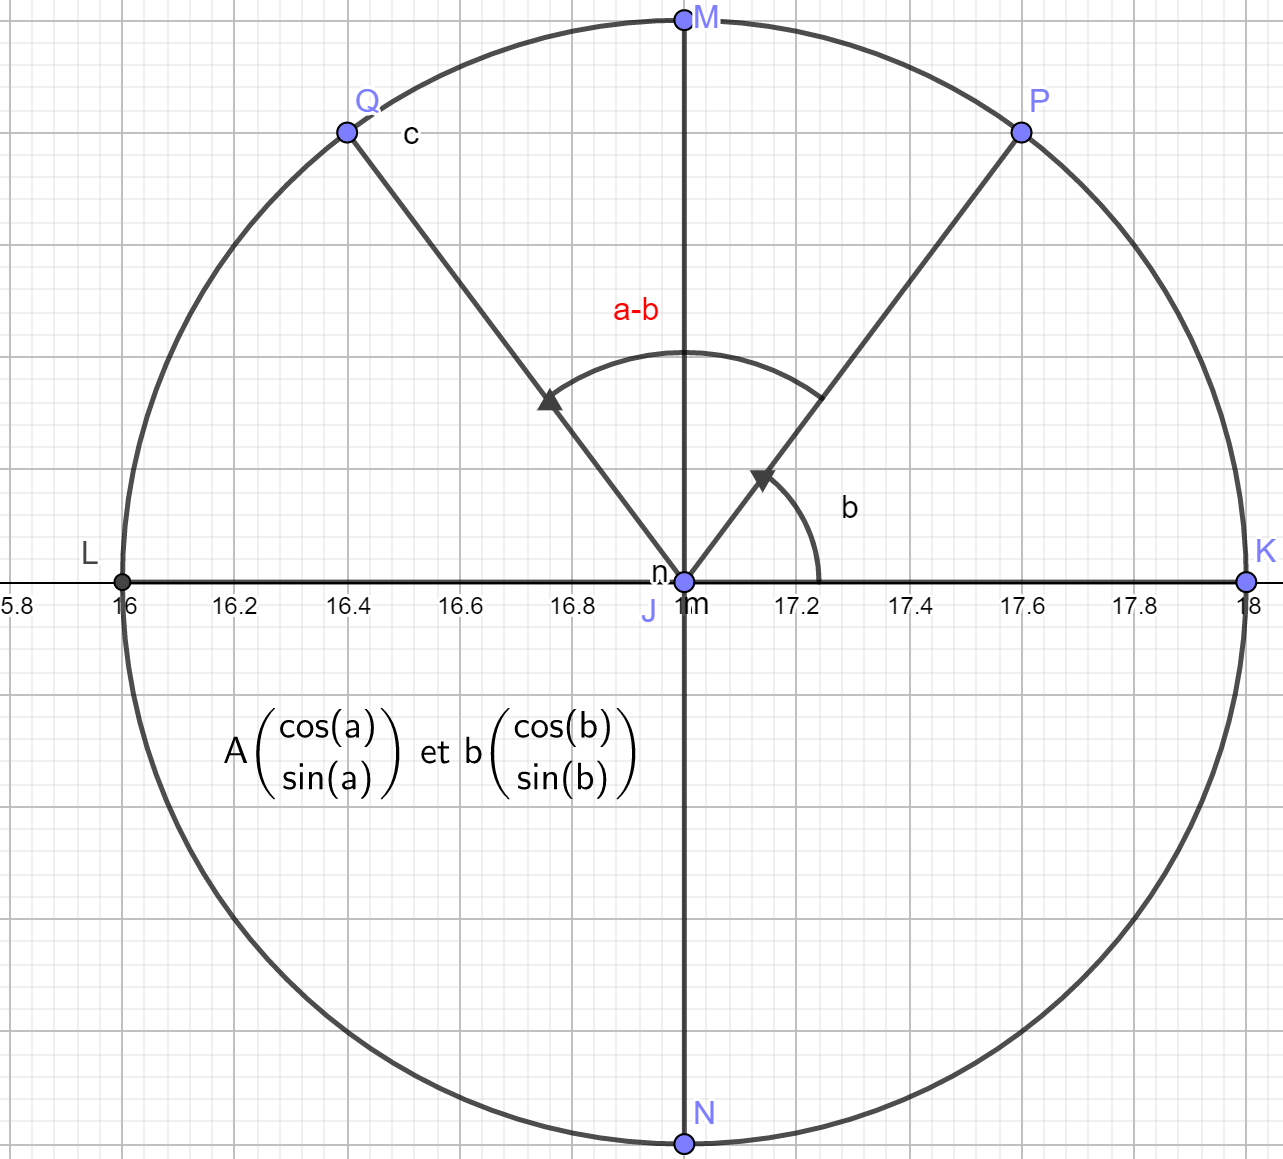 M
Q
c
P
a-b
b
L
n
K
J
m
5.8 16 16.2 16.4 16.6 16.8 17 17.2 17.4 17.6 17.8 18
A(cos(a) sin(a)) et b(cos(b) sin(b))
N